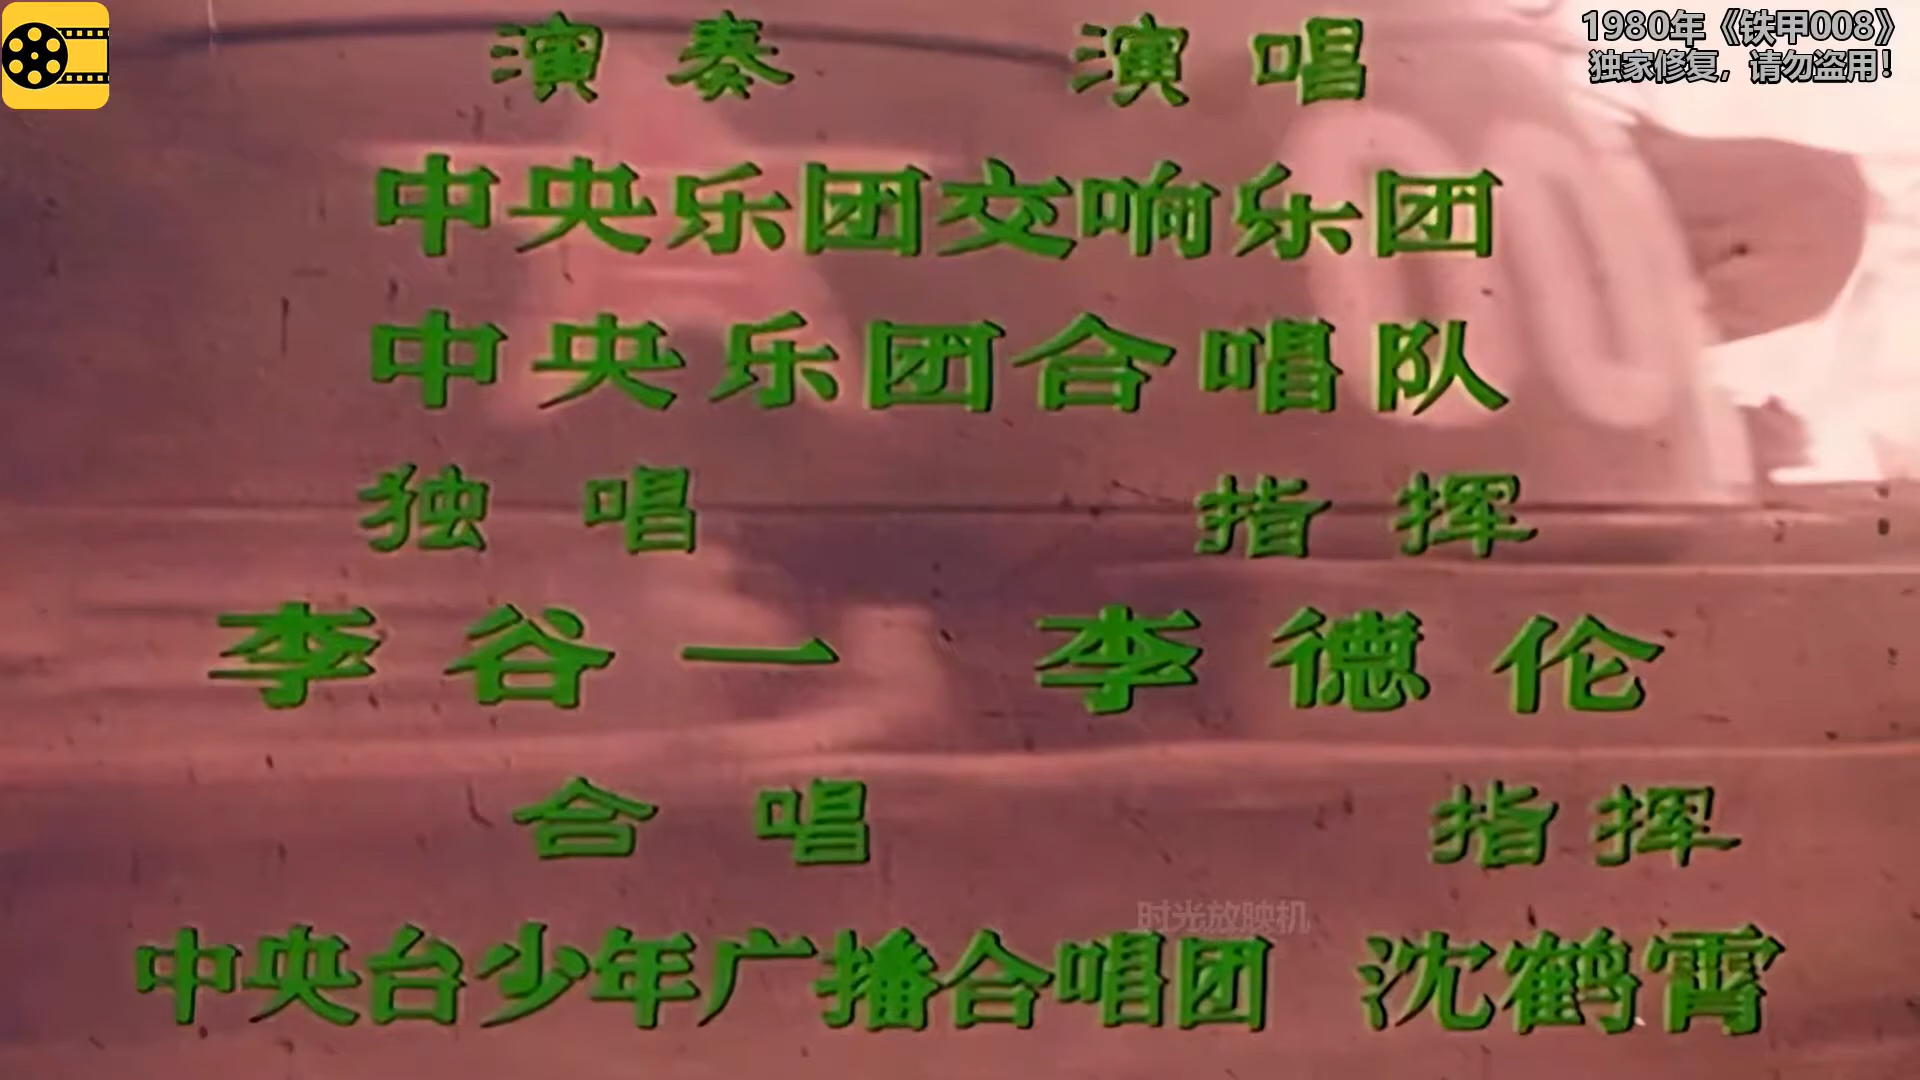 1980年《铁甲008》
独家修复，请勿盗用！
演奏 演唱
中央乐团交响乐团
中央乐团合唱队
独唱 指挥
李谷一 李德伦
合唱 指挥
时光放映机
中央台少年广播合唱团 沈鹤霄